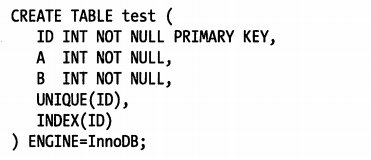 CREATE TABLE test (
ID INT NOT NULL PRIMARY KEY,
A INT NOT NULL,
B INT NOT NULL,
UNIQUE(ID),
INDEX(ID)
) ENGINE=InnoDB;